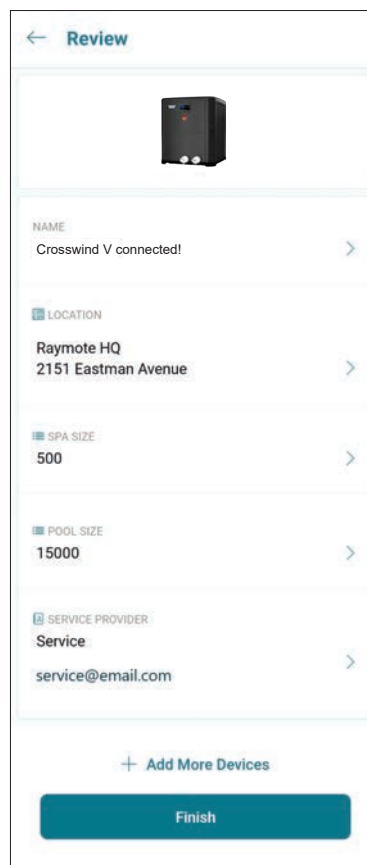 Review
NAME
Crosswind V connected!
LOCATION
Raymote HQ
2151 Eastman Avenue
SPA SIZE
500
POOL SIZE
15000
SERVICE PROVIDER
Service
service@email.com
+ Add More Devices
Finish